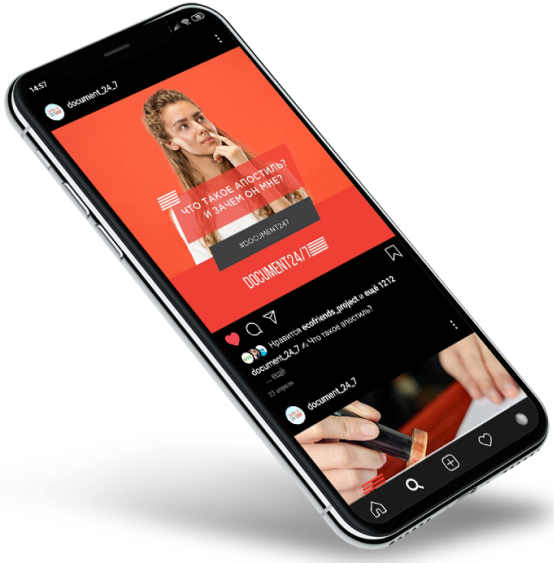 14:57
document_24_7
ЧТО ТАКОЕ АПОСТИЛЬ?
И ЗАЧЕМ ОН МНЕ?
#DOCUMENT247
DOCUMENT24/7
Нравится ecofriends_project и ещё 1212
document_24_7 ✍ Что такое апостиль?
... ещё
23 апреля
document_24_7